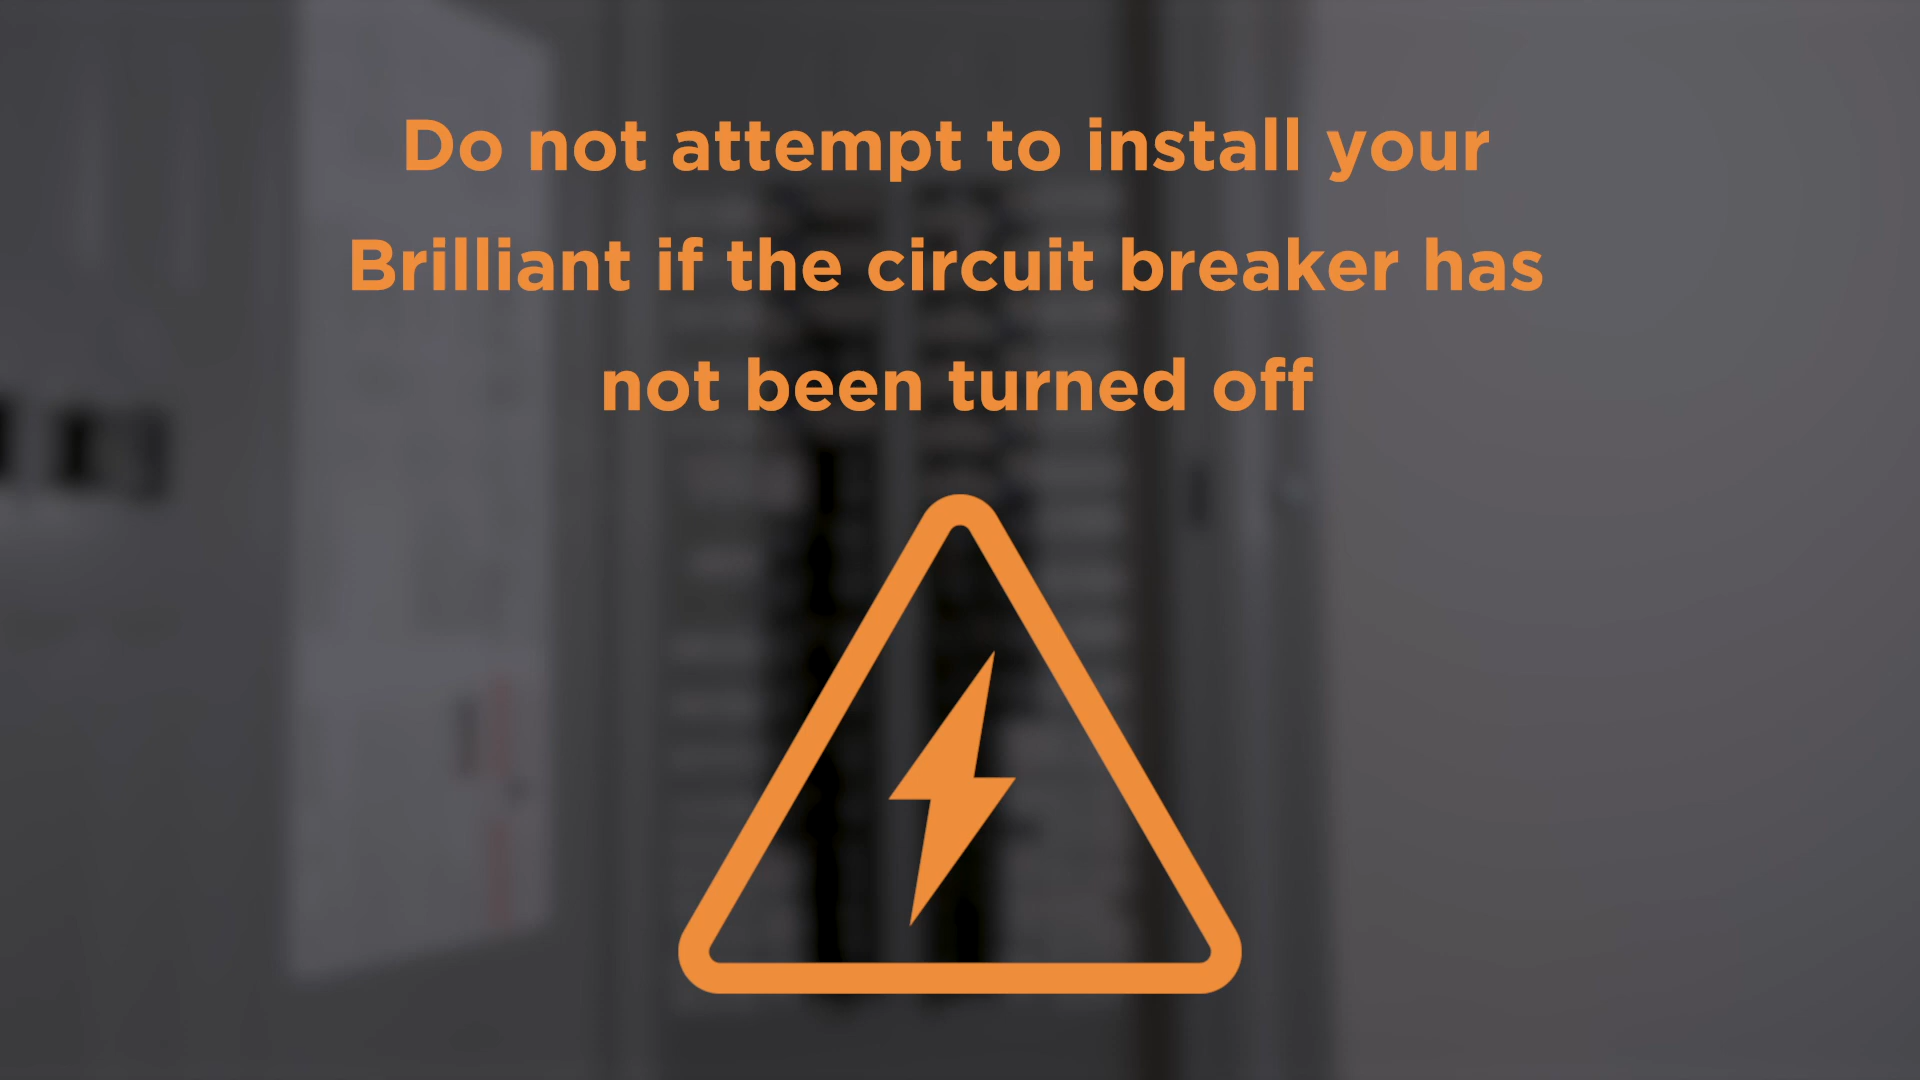 Do not attempt to install your
Brilliant if the circuit breaker has
not been turned off